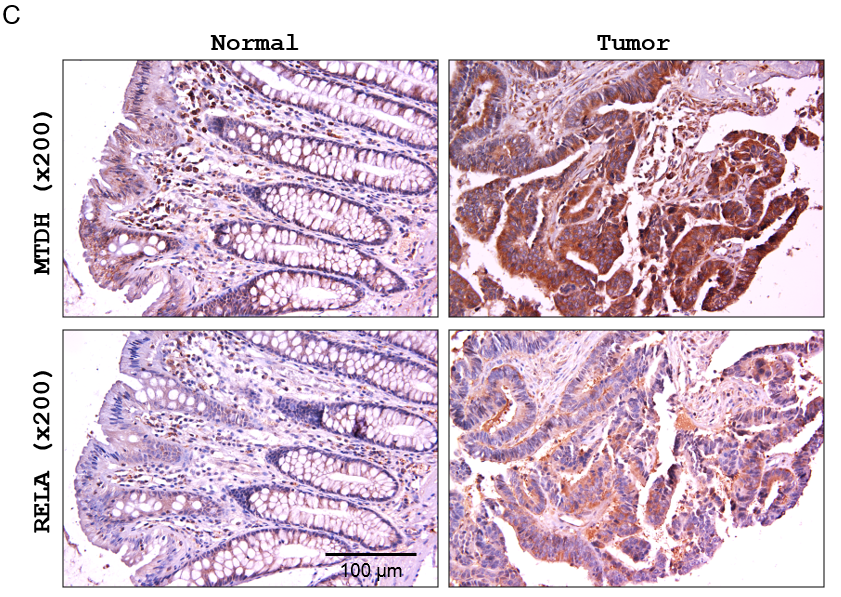 C
Normal
Tumor
MTDH (x200)
RELA (x200)
100 µm